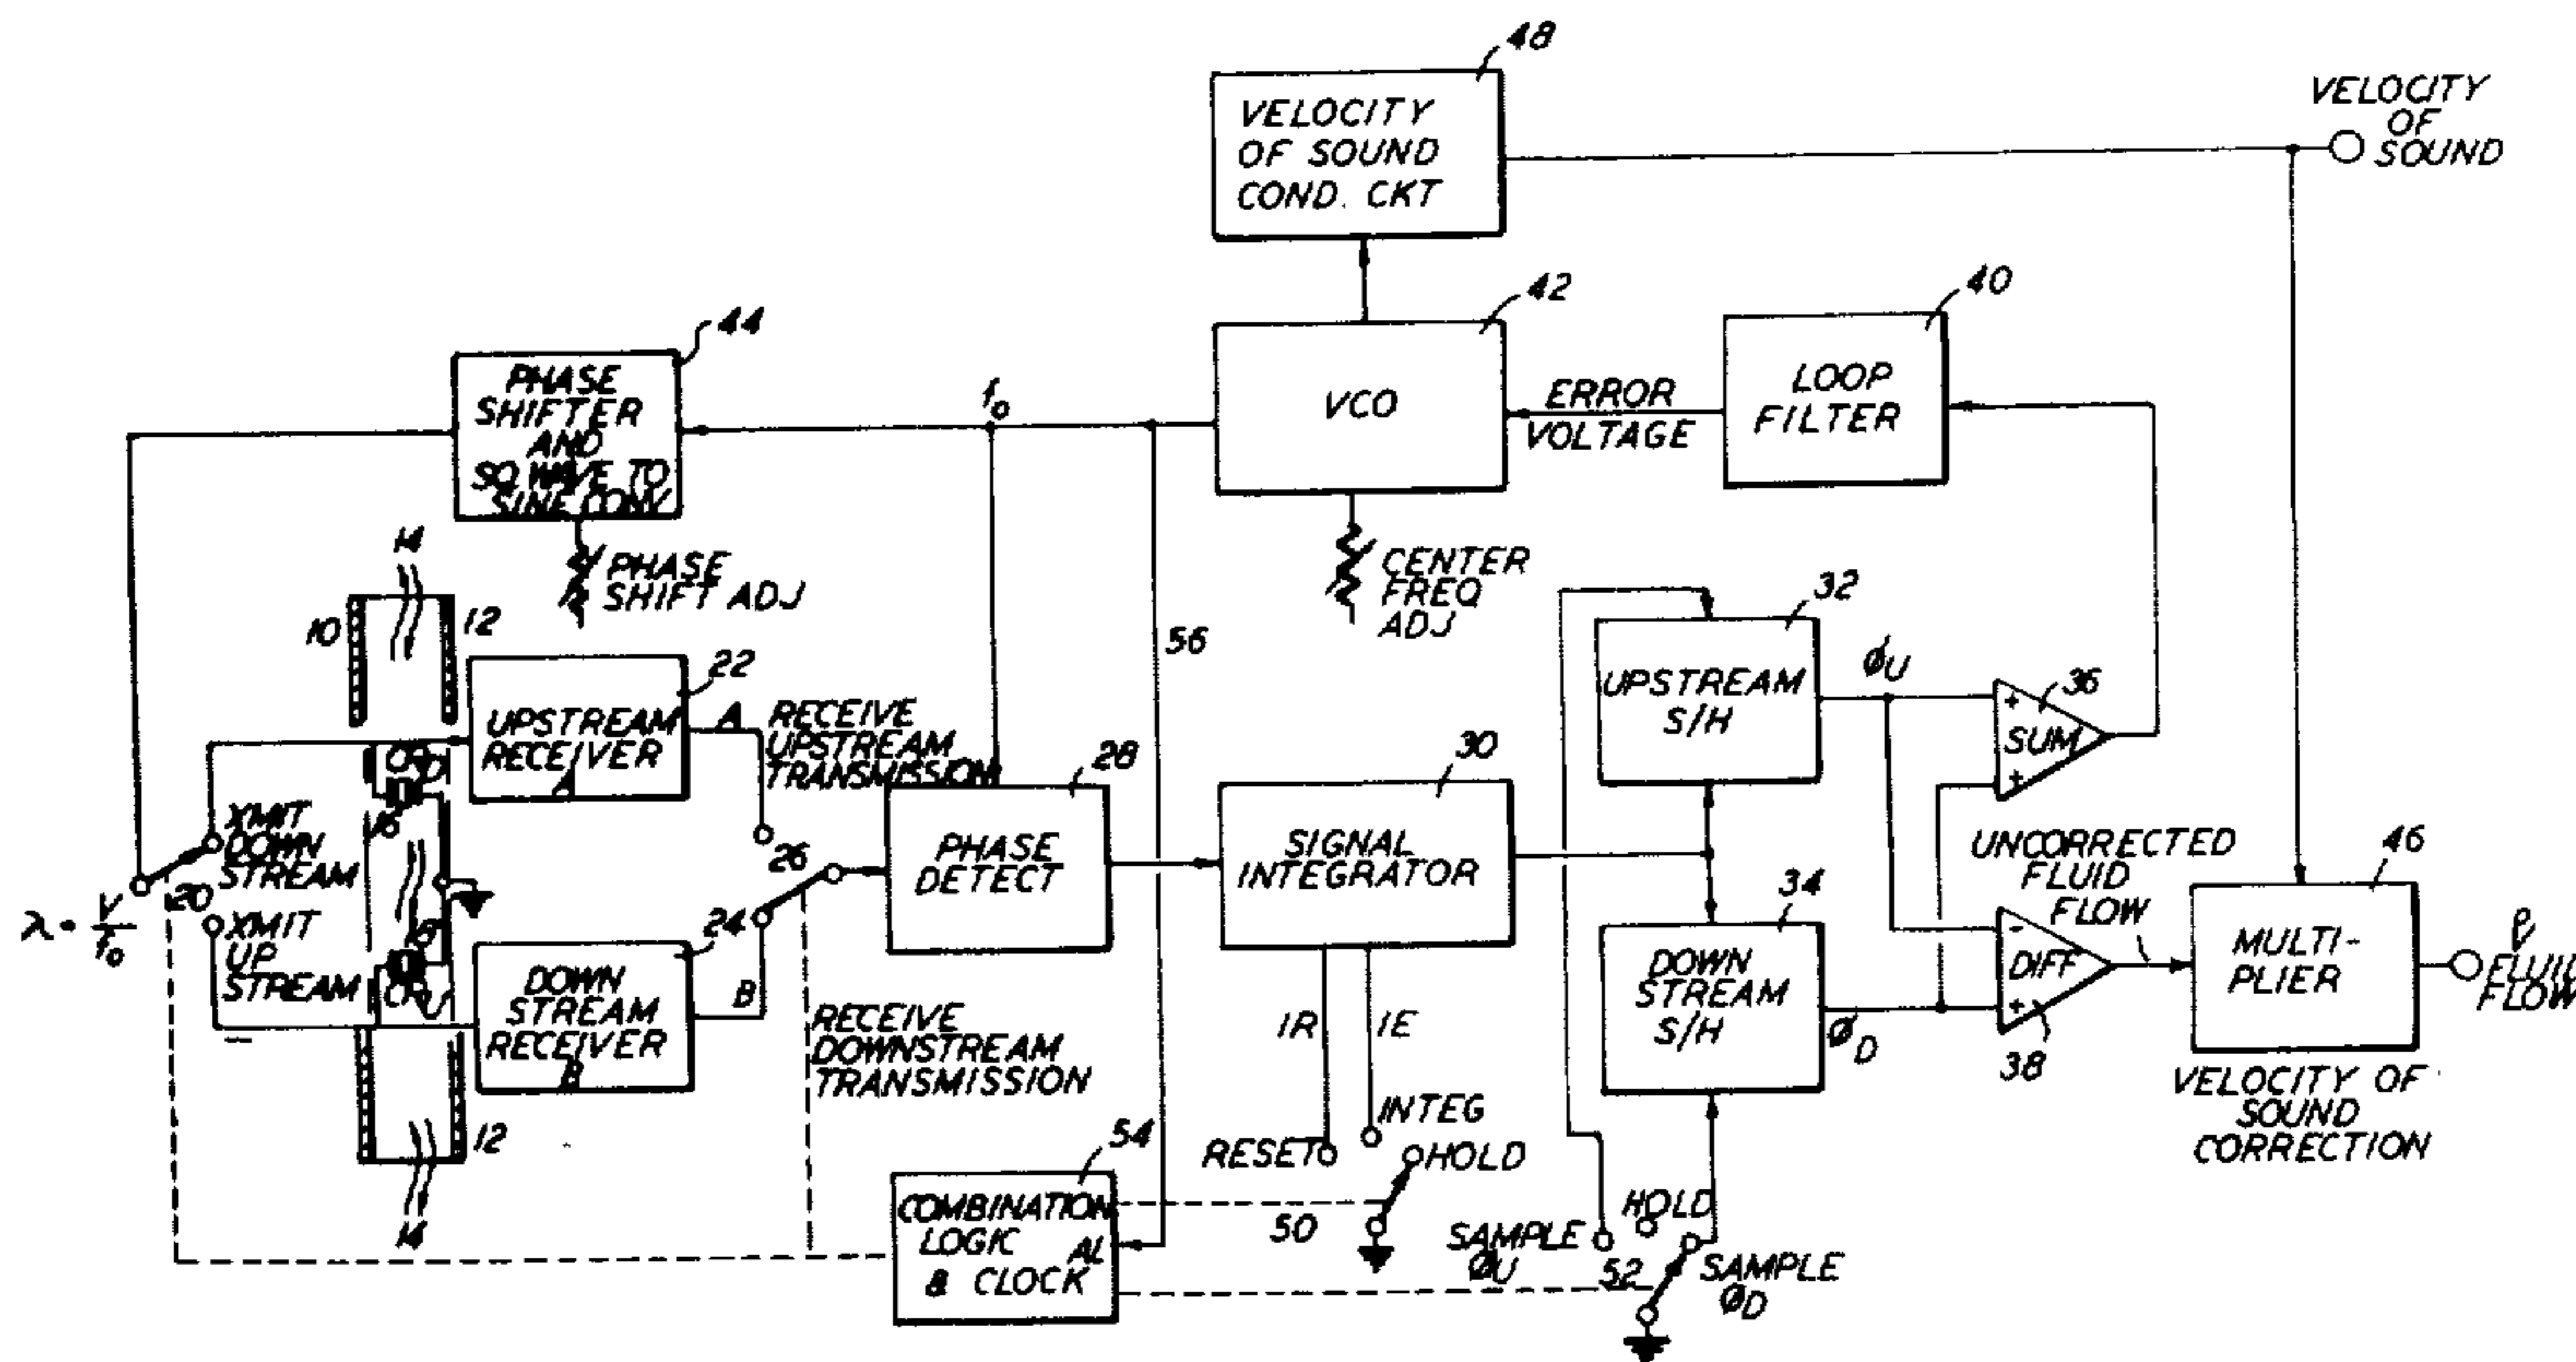 48
VELOCITY
OF SOUND
COND. CKT
VELOCITY
OF
SOUND
44
PHASE
SHIFTER
AND
SQ WAVE TO
SINE CONV
PHASE
SHIFT ADJ
f₀
42
VCO
CENTER
FREQ
ADJ
ERROR
VOLTAGE
40
LOOP
FILTER
14
10
12
22
UPSTREAM
RECEIVER
A
A
RECEIVE
UPSTREAM
TRANSMISSION
56
XMIT
DOWN
STREAM
20
λ = V/f₀
XMIT
UP
STREAM
24
DOWN
STREAM
RECEIVER
B
B
26
RECEIVE
DOWNSTREAM
TRANSMISSION
12
14
28
PHASE
DETECT
30
SIGNAL
INTEGRATOR
IR
IE
RESET
INTEG
HOLD
50
54
COMBINATION
LOGIC
& CLOCK
AL
32
UPSTREAM
S/H
ØU
34
DOWN
STREAM
S/H
ØD
SAMPLE
ØU
HOLD
52
SAMPLE
ØD
36
+
SUM
+
-
DIFF
+
38
UNCORRECTED
FLUID
FLOW
46
MULTI-
PLIER
VELOCITY OF
SOUND
CORRECTION
FLUID
FLOW